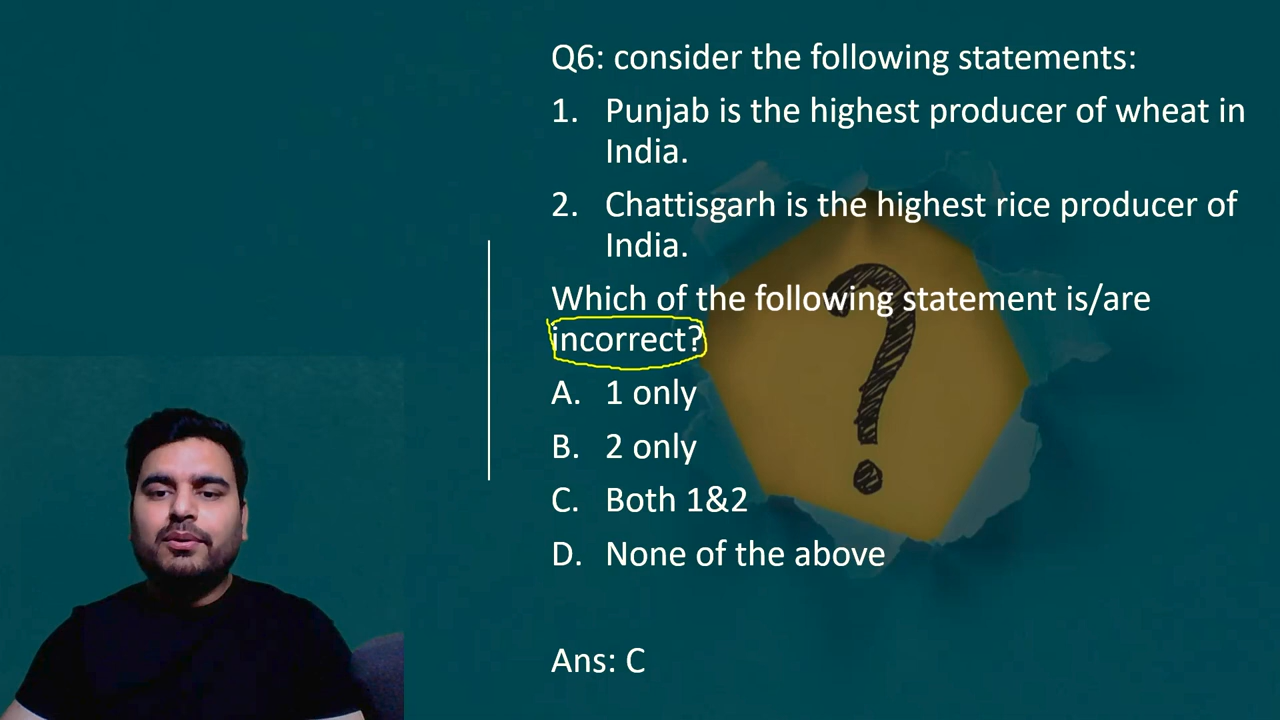 Q6: consider the following statements:
1. Punjab is the highest producer of wheat in
India.
2. Chattisgarh is the highest rice producer of
India.
Which of the following statement is/are
incorrect?
A. 1 only
B. 2 only
C. Both 1&2
D. None of the above
Ans: C